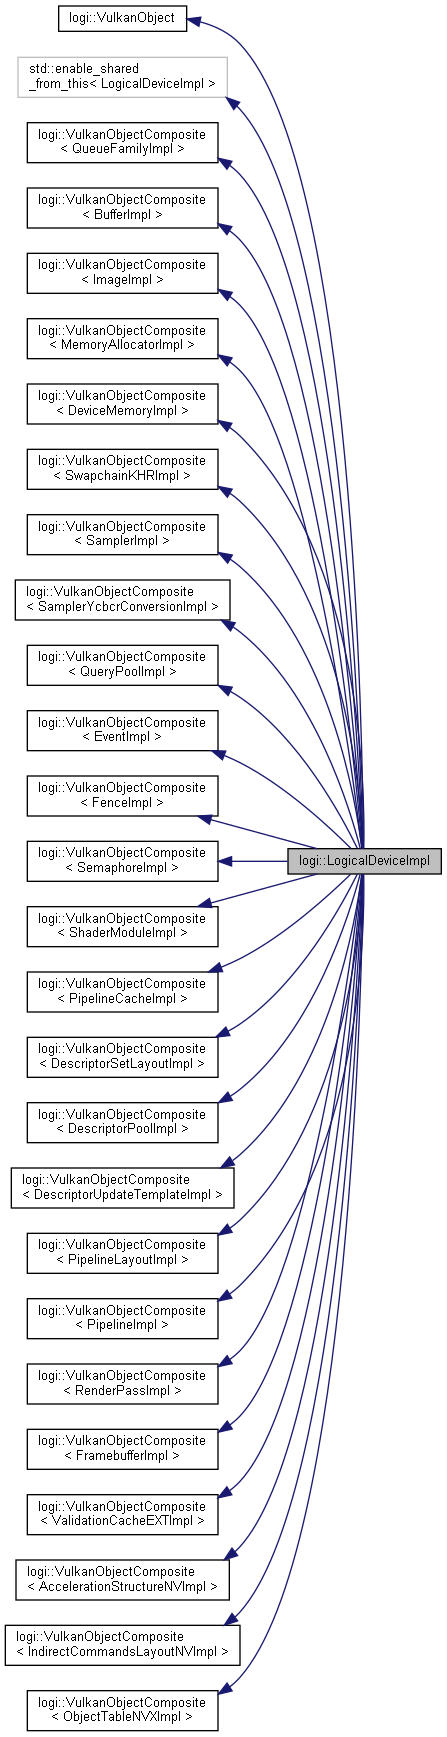 logi::VulkanObject
std::enable_shared
_from_this< LogicalDeviceImpl >
logi::VulkanObjectComposite
< QueueFamilyImpl >
logi::VulkanObjectComposite
< BufferImpl >
logi::VulkanObjectComposite
< ImageImpl >
logi::VulkanObjectComposite
< MemoryAllocatorImpl >
logi::VulkanObjectComposite
< DeviceMemoryImpl >
logi::VulkanObjectComposite
< SwapchainKHRImpl >
logi::VulkanObjectComposite
< SamplerImpl >
logi::VulkanObjectComposite
< SamplerYcbcrConversionImpl >
logi::VulkanObjectComposite
< QueryPoolImpl >
logi::VulkanObjectComposite
< EventImpl >
logi::VulkanObjectComposite
< FenceImpl >
logi::VulkanObjectComposite
< SemaphoreImpl >
logi::LogicalDeviceImpl
logi::VulkanObjectComposite
< ShaderModuleImpl >
logi::VulkanObjectComposite
< PipelineCacheImpl >
logi::VulkanObjectComposite
< DescriptorSetLayoutImpl >
logi::VulkanObjectComposite
< DescriptorPoolImpl >
logi::VulkanObjectComposite
< DescriptorUpdateTemplateImpl >
logi::VulkanObjectComposite
< PipelineLayoutImpl >
logi::VulkanObjectComposite
< PipelineImpl >
logi::VulkanObjectComposite
< RenderPassImpl >
logi::VulkanObjectComposite
< FramebufferImpl >
logi::VulkanObjectComposite
< ValidationCacheEXTImpl >
logi::VulkanObjectComposite
< AccelerationStructureNVImpl >
logi::VulkanObjectComposite
< IndirectCommandsLayoutNVImpl >
logi::VulkanObjectComposite
< ObjectTableNVXImpl >